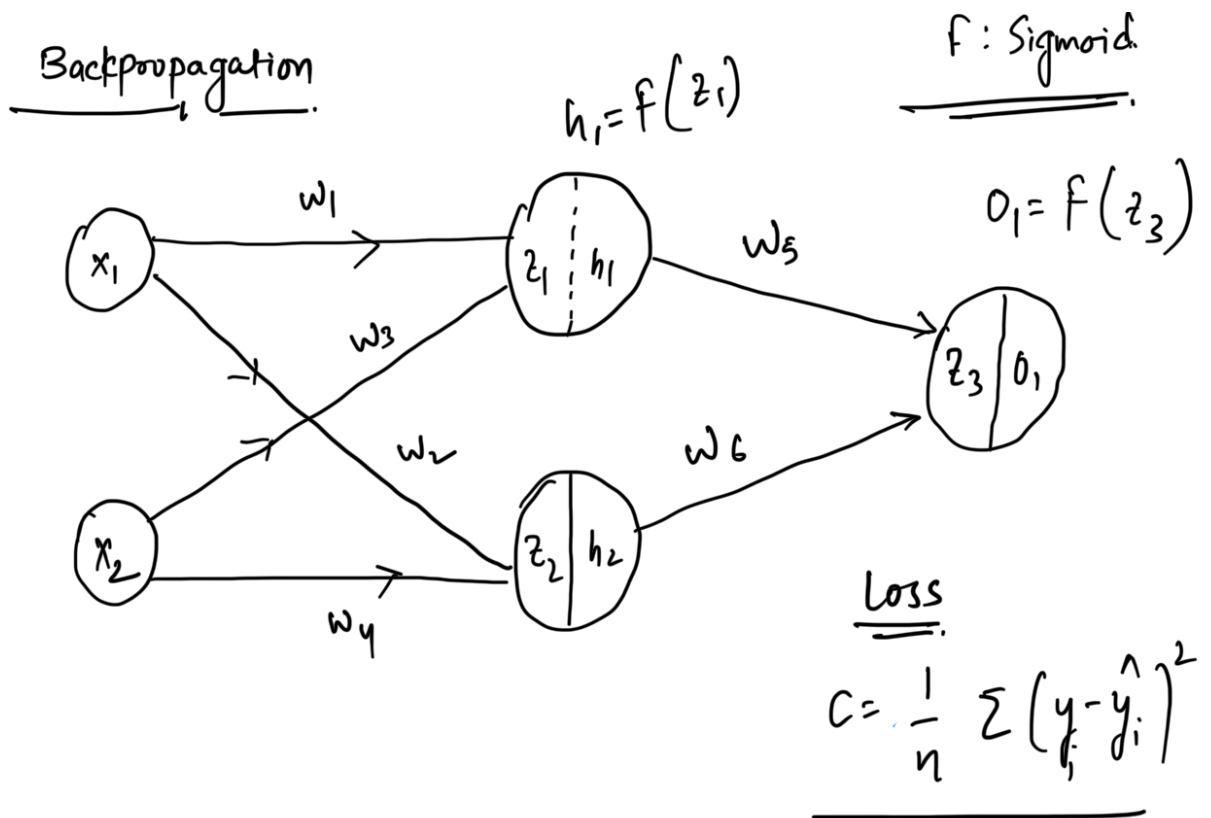 Backpropagation
F : Sigmoid.
h₁ = f(z₁)
O₁ = f(z₃)
w₁
x₁
z₁ h₁
w₅
w₃
z₃ O₁
w₂
w₆
x₂
z₂ h₂
w₄
Loss
C = 1/n Σ (yᵢ - ŷᵢ)²